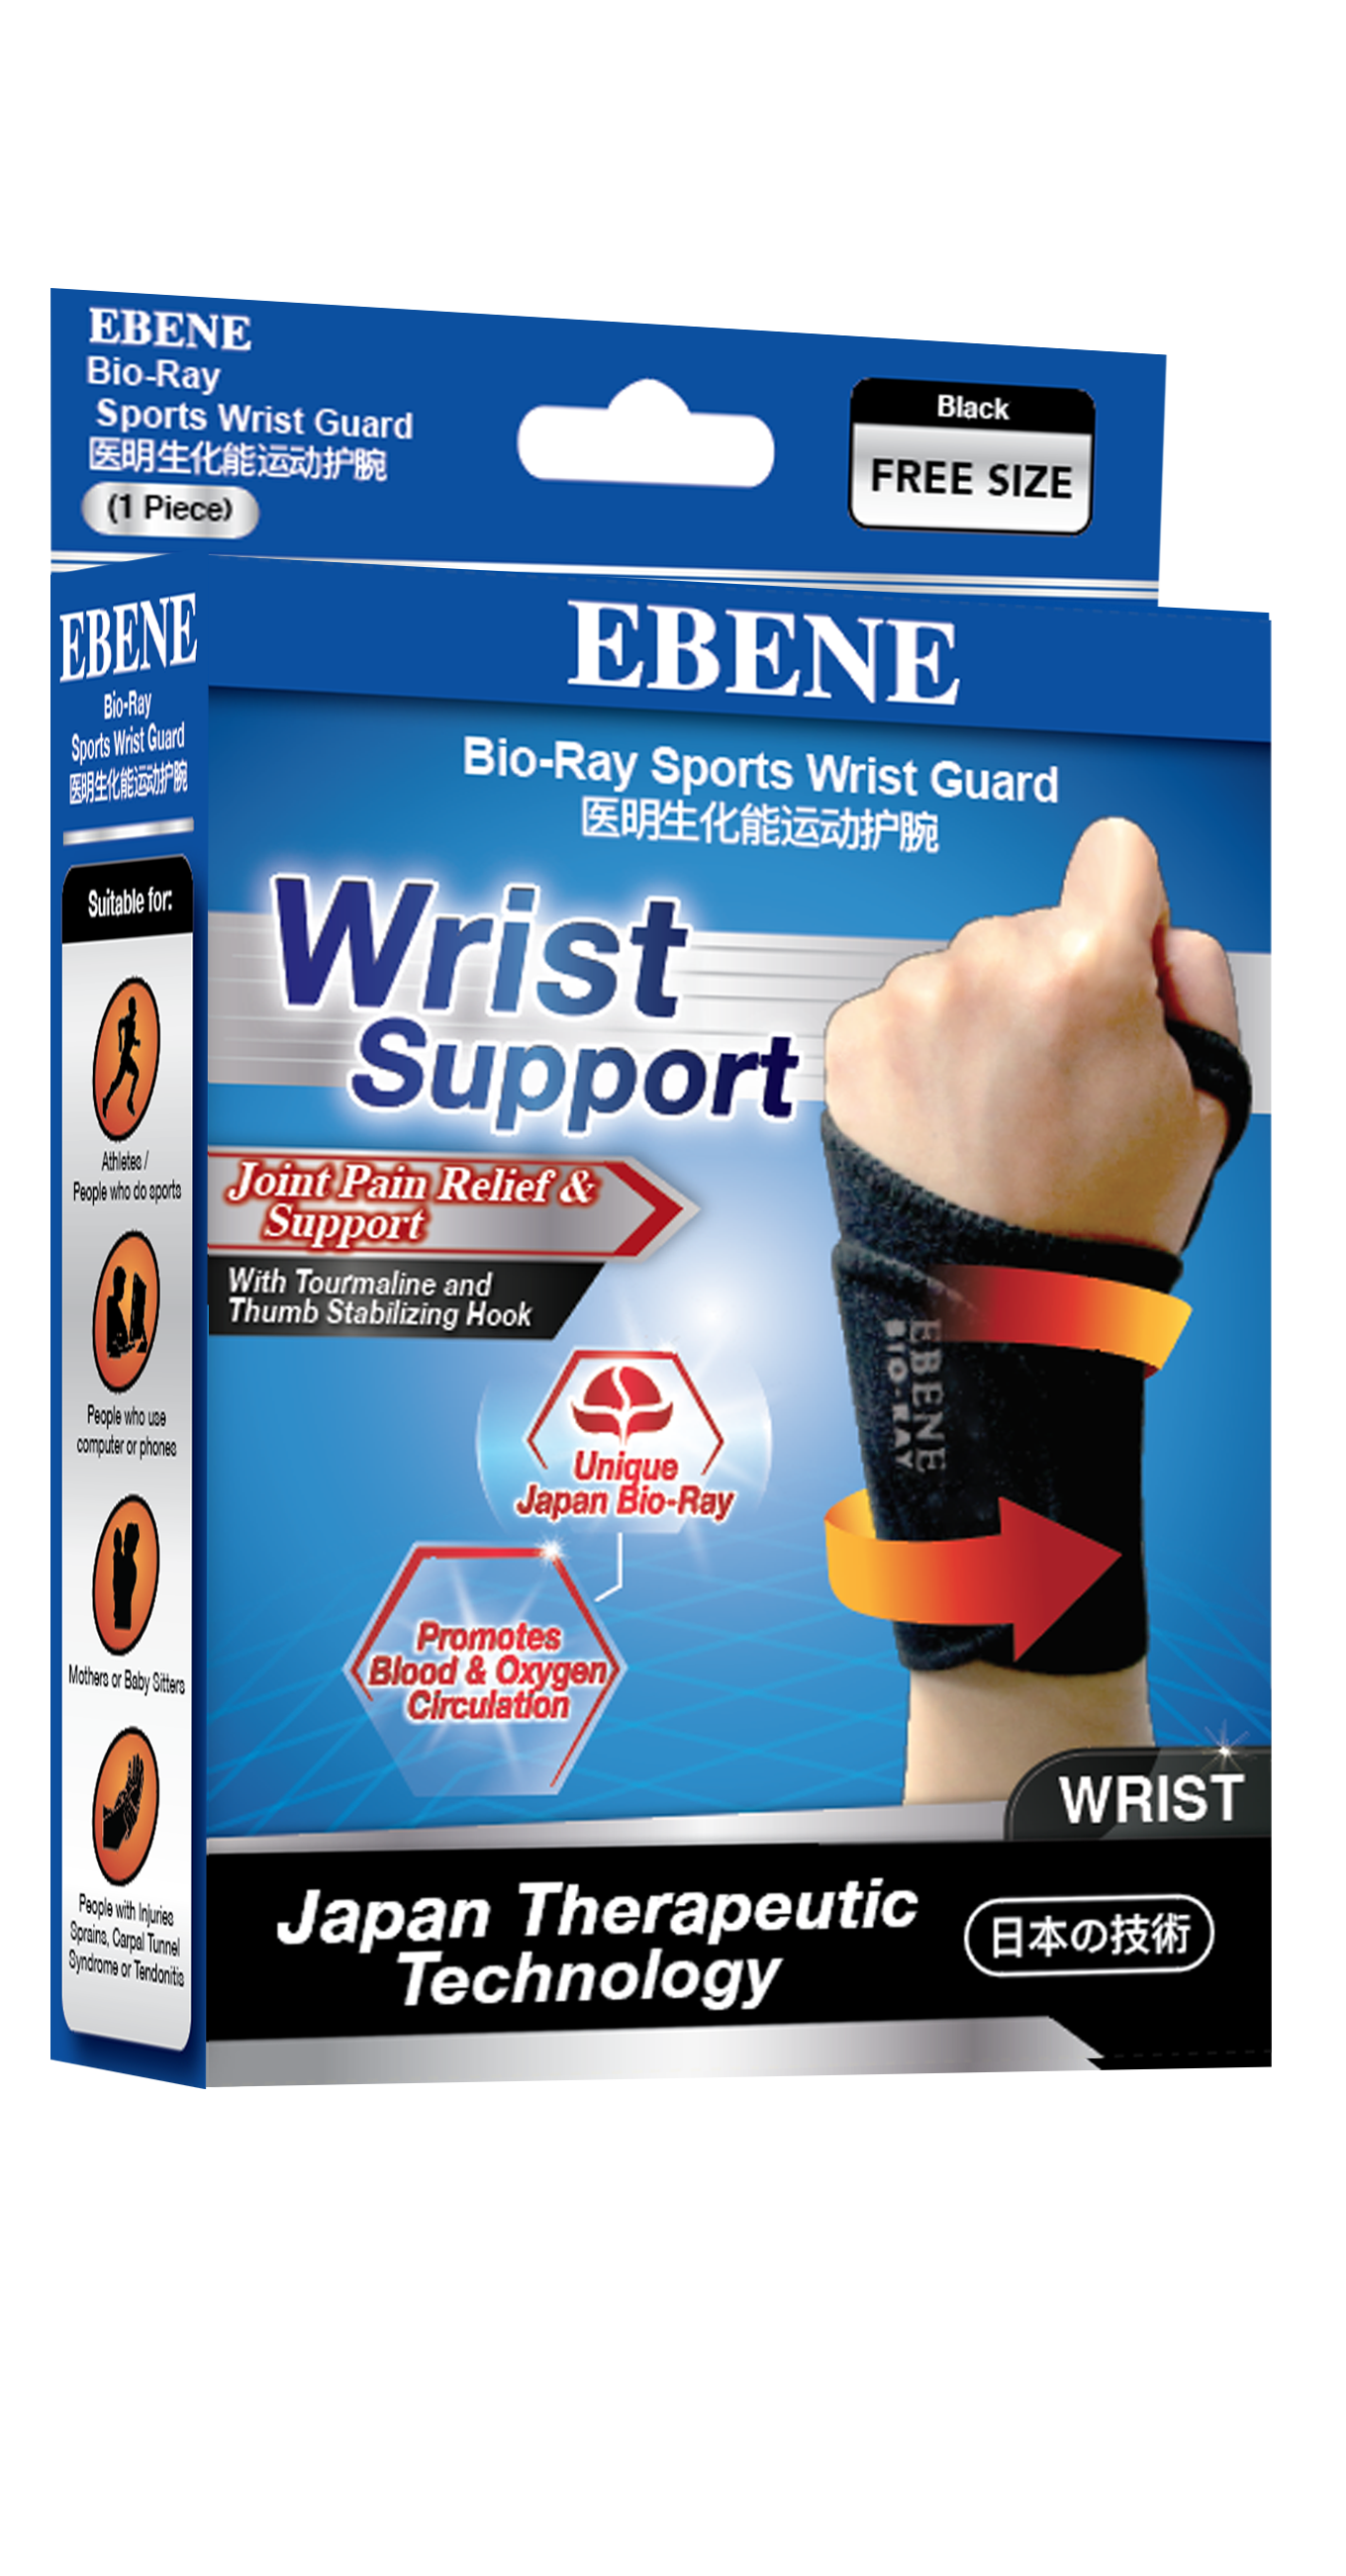 EBENE
Bio-Ray
Sports Wrist Guard
医明生化能运动护腕
(1 Piece)
Black
FREE SIZE
EBENE
Bio-Ray
Sports Wrist Guard
医明生化能运动护腕
Suitable for:
Athletes /
People who do sports
People who use
computer or phones
Mothers or Baby Sitters
People with Injuries
Sprains, Carpal Tunnel
Syndrome or Tendonitis
EBENE
Bio-Ray Sports Wrist Guard
医明生化能运动护腕
Wrist
Support
Joint Pain Relief &
Support
With Tourmaline and
Thumb Stabilizing Hook
EBENE
BIO-RAY
Unique
Japan Bio-Ray
Promotes
Blood & Oxygen
Circulation
WRIST
Japan Therapeutic
Technology
日本の技術